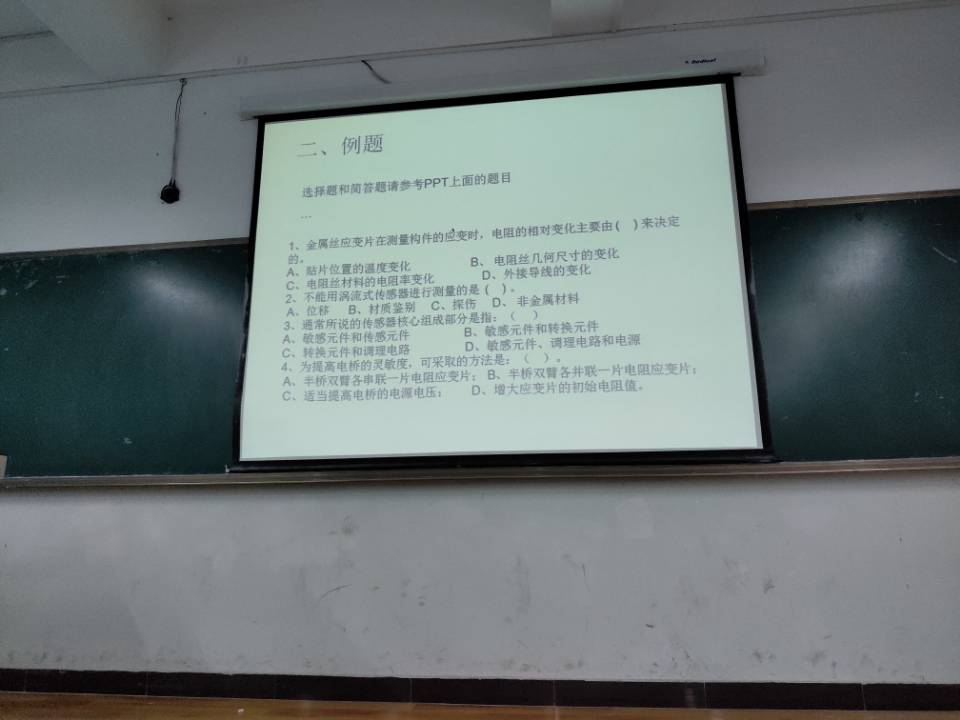 Redleaf
二、例题
选择题和简答题请参考PPT上面的题目
...
1、金属丝应变片在测量构件的应变时，电阻的相对变化主要由( )来决定
的。
A、贴片位置的温度变化 B、电阻丝几何尺寸的变化
C、电阻丝材料的电阻率变化 D、外接导线的变化
2、不能用涡流式传感器进行测量的是 ( )。
A、位移 B、材质鉴别 C、探伤 D、非金属材料
3、通常所说的传感器核心组成部分是指：（ ）
A、敏感元件和传感元件 B、敏感元件和转换元件
C、转换元件和调理电路 D、敏感元件、调理电路和电源
4、为提高电桥的灵敏度，可采取的方法是：（ ）。
A、半桥双臂各串联一片电阻应变片； B、半桥双臂各并联一片电阻应变片；
C、适当提高电桥的电源电压； D、增大应变片的初始电阻值。